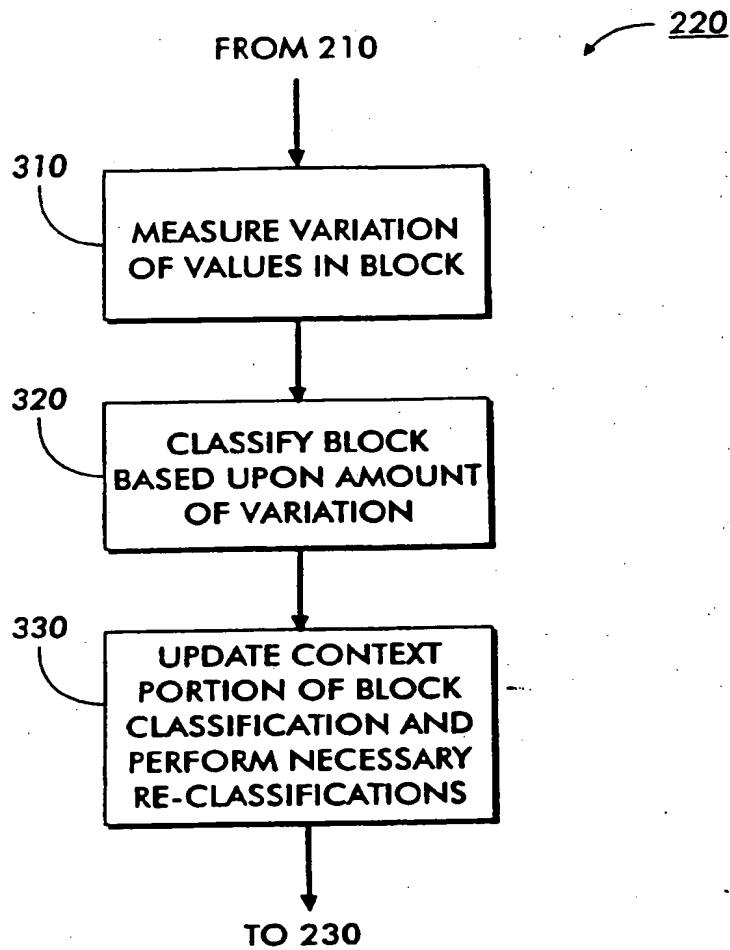 220
FROM 210
310
MEASURE VARIATION
OF VALUES IN BLOCK
320
CLASSIFY BLOCK
BASED UPON AMOUNT
OF VARIATION
330
UPDATE CONTEXT
PORTION OF BLOCK
CLASSIFICATION AND
PERFORM NECESSARY
RE-CLASSIFICATIONS
TO 230